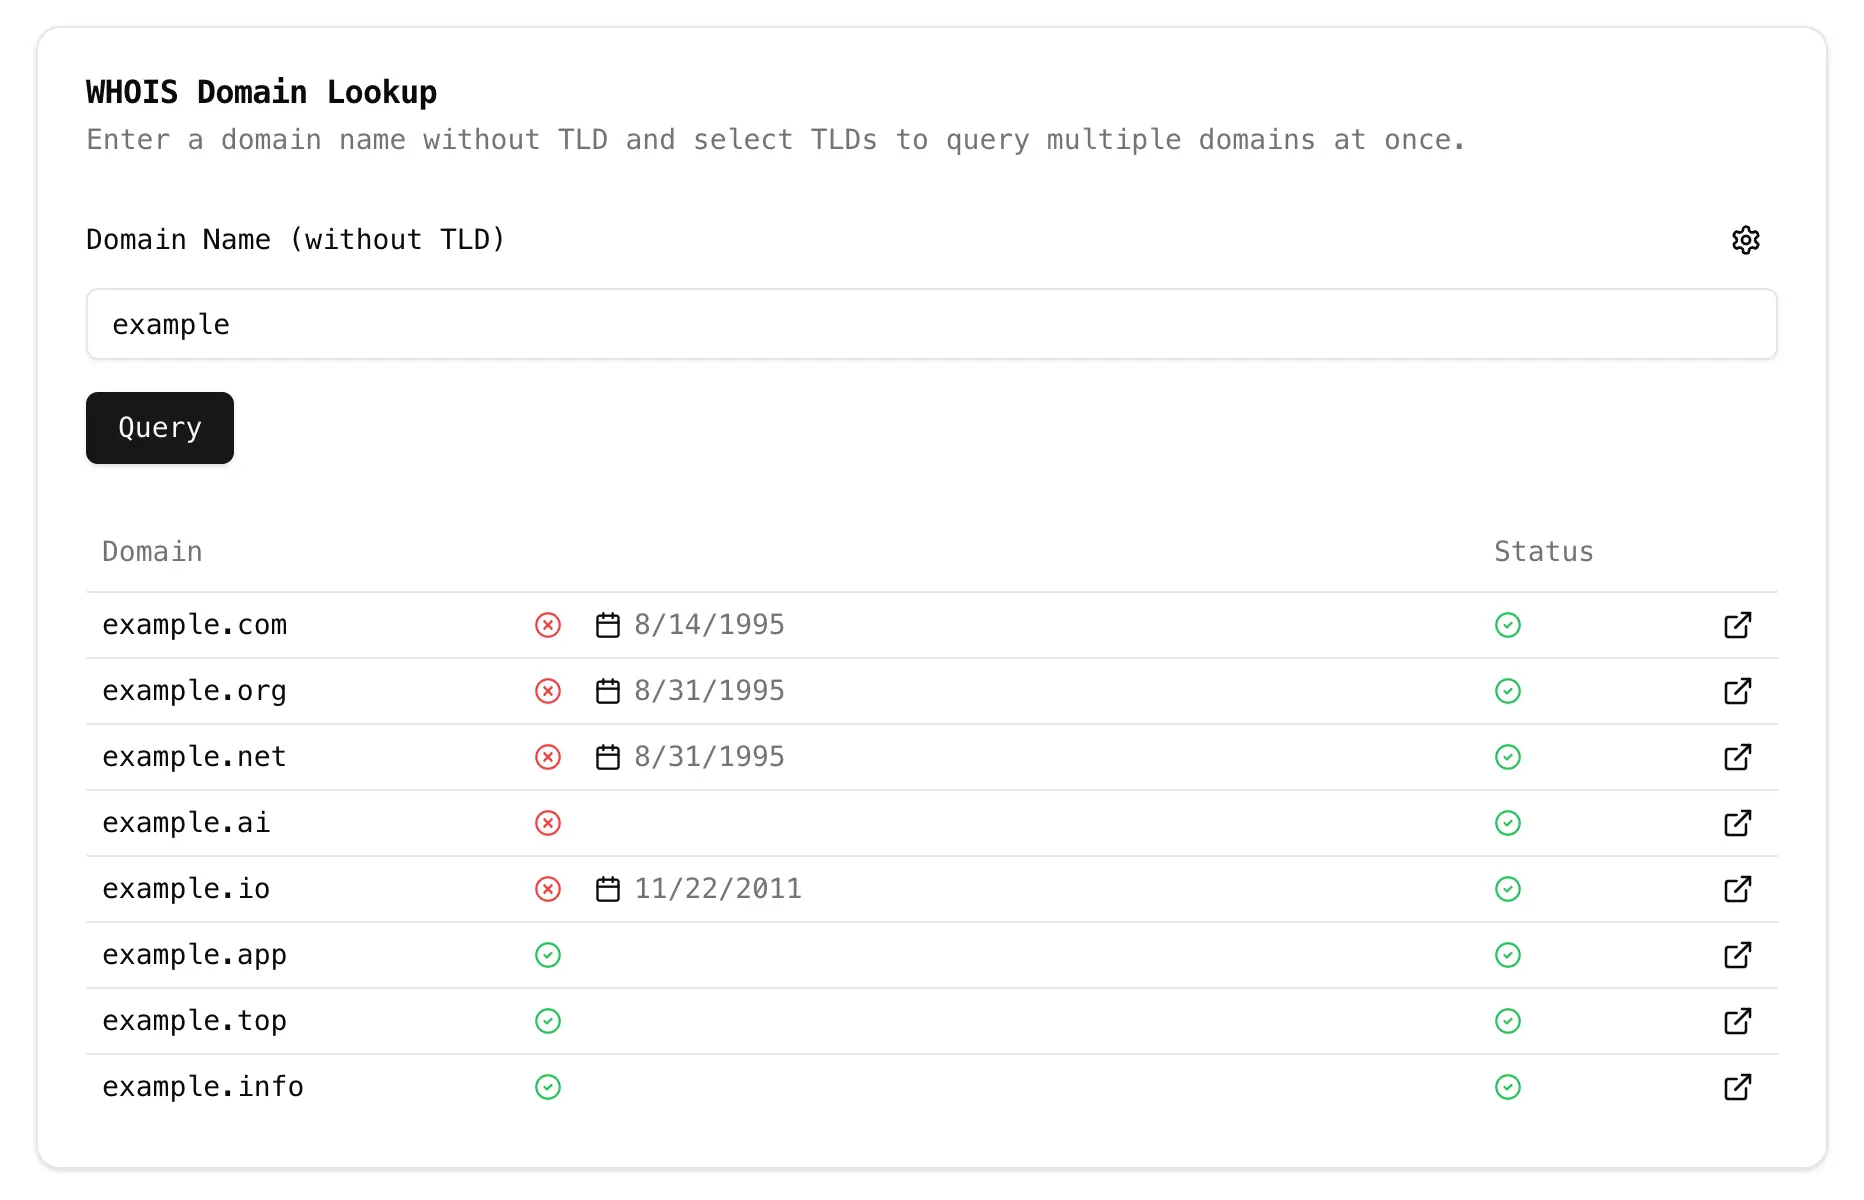 WHOIS Domain Lookup
Enter a domain name without TLD and select TLDs to query multiple domains at once.
Domain Name (without TLD)
example
Query
Domain Status
example.com 8/14/1995
example.org 8/31/1995
example.net 8/31/1995
example.ai
example.io 11/22/2011
example.app
example.top
example.info